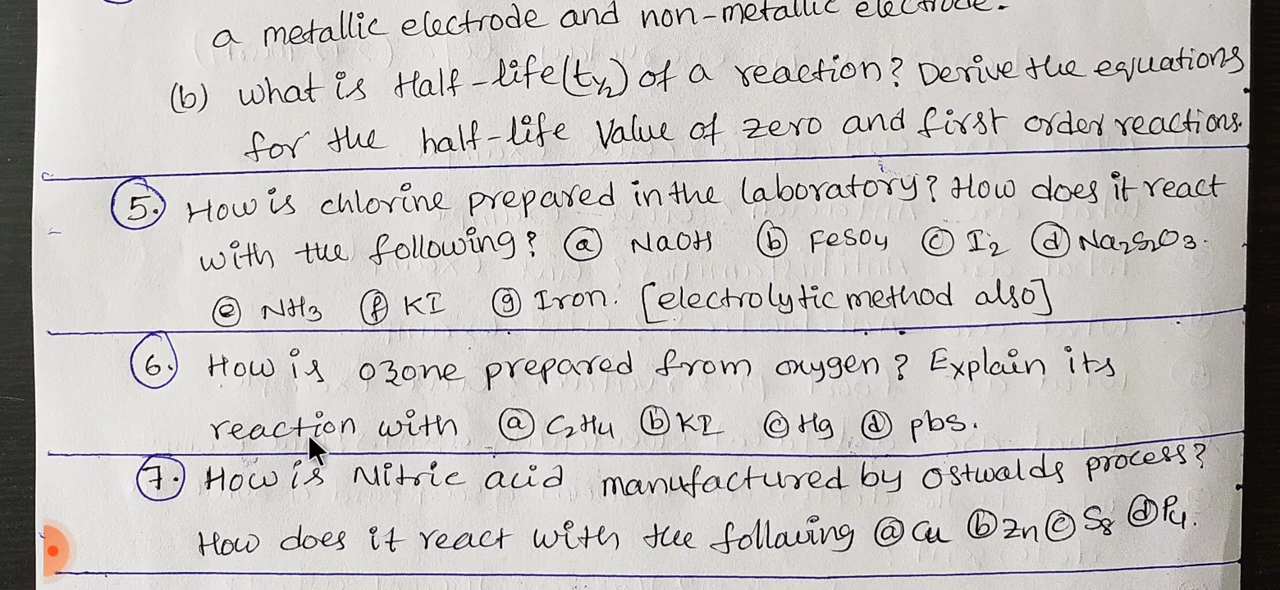 a metallic electrode and non-metallic electrode.
(b) what is Half-life(t½) of a reaction? Derive the equations
for the half-life Value of zero and first order reactions.
5. How is chlorine prepared in the laboratory? How does it react
with the following? (a) NaOH (b) FeSO4 (c) I2 (d) Na2S2O3.
(e) NH3 (f) KI (g) Iron. [electrolytic method also]
6. How is ozone prepared from oxygen? Explain its
reaction with (a) C2H4 (b) KI (c) Hg (d) pbs.
7. How is Nitric acid manufactured by ostwalds process?
How does it react with the following (a) Cu (b) Zn (c) S8 (d) P4.